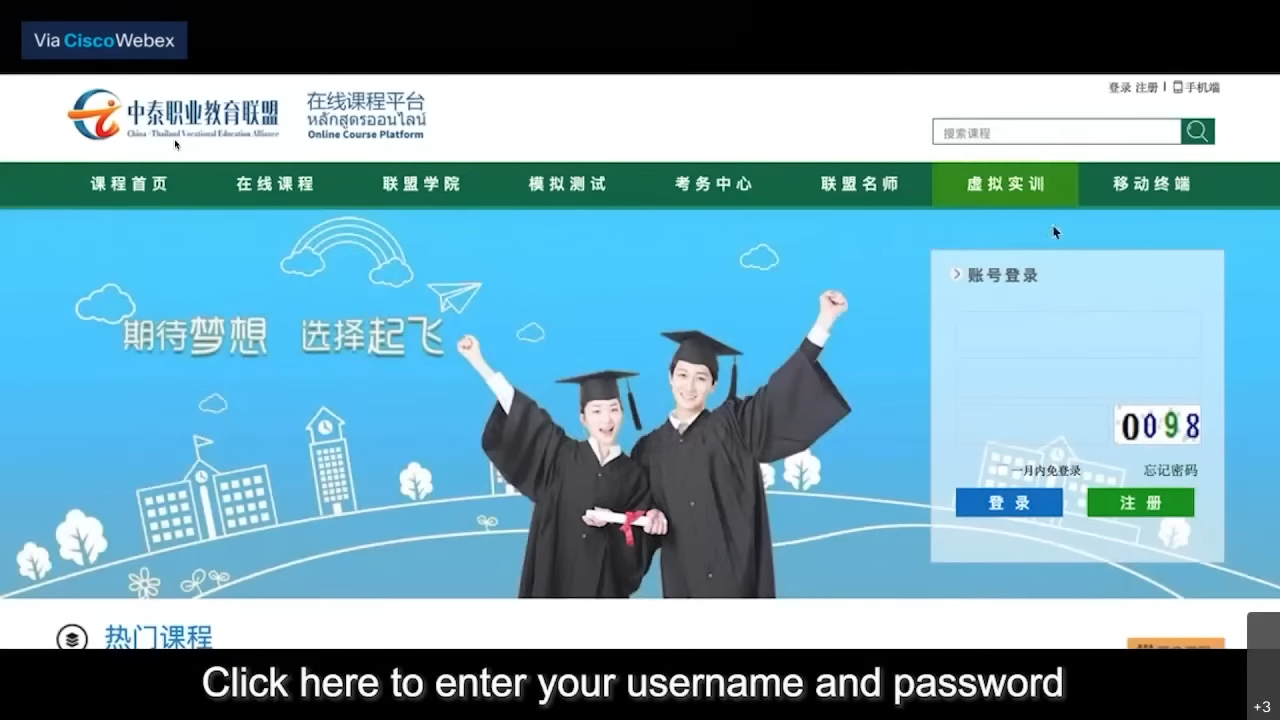 Via CiscoWebex
登录 注册 | 手机端
中泰职业教育联盟
China -Thailand Vocational Education Alliance
在线课程平台
หลักสูตรออนไลน์
Online Course Platform
搜索课程
课程首页 在线课程 联盟学院 模拟测试 考务中心 联盟名师 虚拟实训 移动终端
账号登录
期待梦想 选择起飞
0098
一月内免登录 忘记密码
登录 注册
热门课程
Click here to enter your username and password
+3